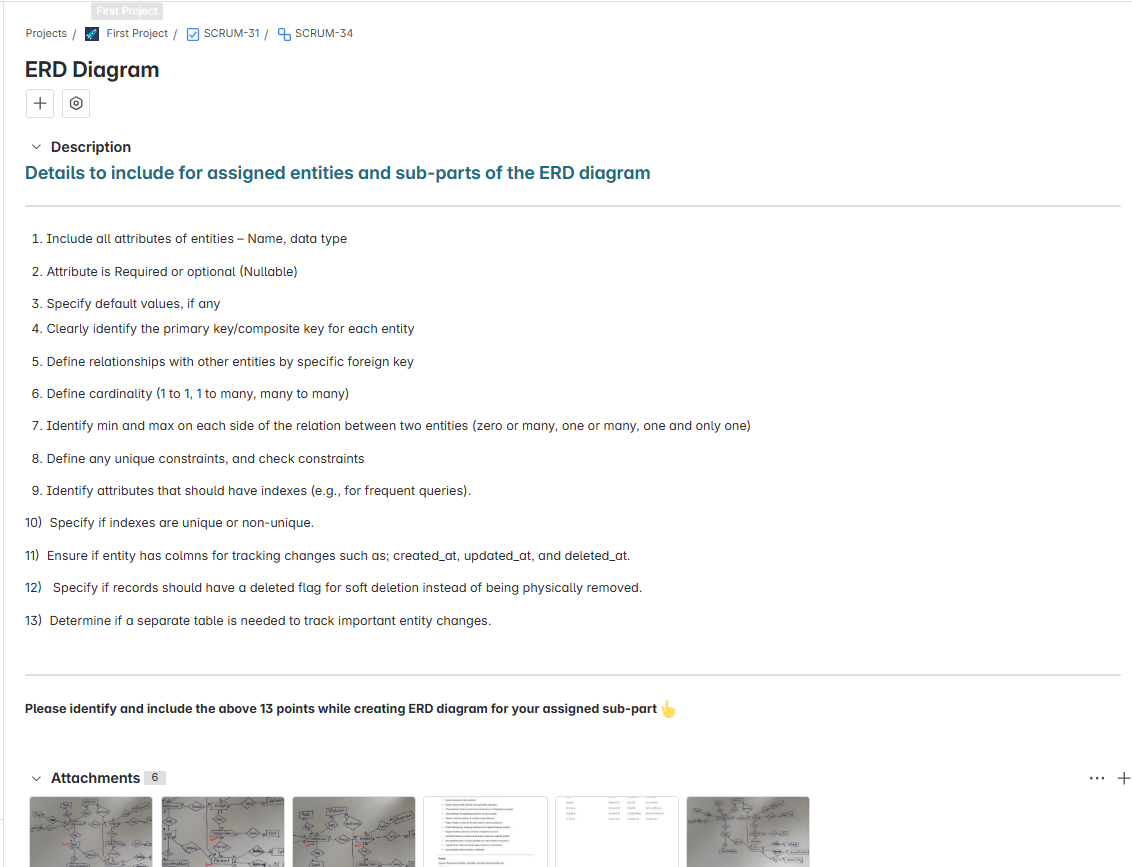 First Project
Projects / First Project / SCRUM-31 / SCRUM-34
ERD Diagram
Description
Details to include for assigned entities and sub-parts of the ERD diagram
1. Include all attributes of entities – Name, data type
2. Attribute is Required or optional (Nullable)
3. Specify default values, if any
4. Clearly identify the primary key/composite key for each entity
5. Define relationships with other entities by specific foreign key
6. Define cardinality (1 to 1, 1 to many, many to many)
7. Identify min and max on each side of the relation between two entities (zero or many, one or many, one and only one)
8. Define any unique constraints, and check constraints
9. Identify attributes that should have indexes (e.g., for frequent queries).
10) Specify if indexes are unique or non-unique.
11) Ensure if entity has colmns for tracking changes such as; created_at, updated_at, and deleted_at.
12) Specify if records should have a deleted flag for soft deletion instead of being physically removed.
13) Determine if a separate table is needed to track important entity changes.
Please identify and include the above 13 points while creating ERD diagram for your assigned sub-part 👆
Attachments 6